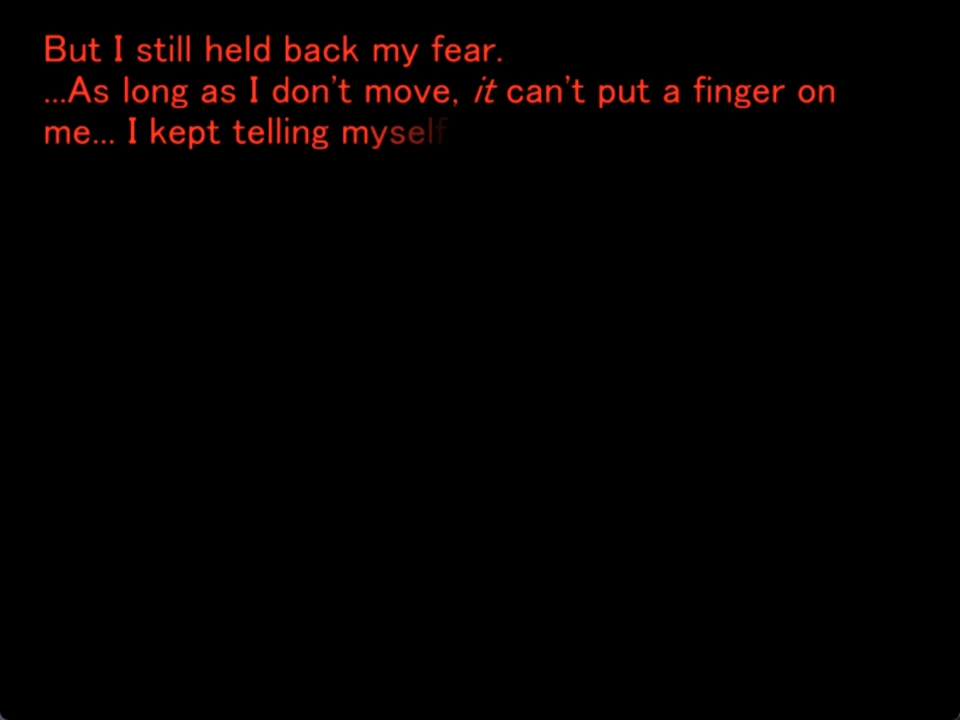 But I still held back my fear.
...As long as I don't move, it can't put a finger on
me... I kept telling myself